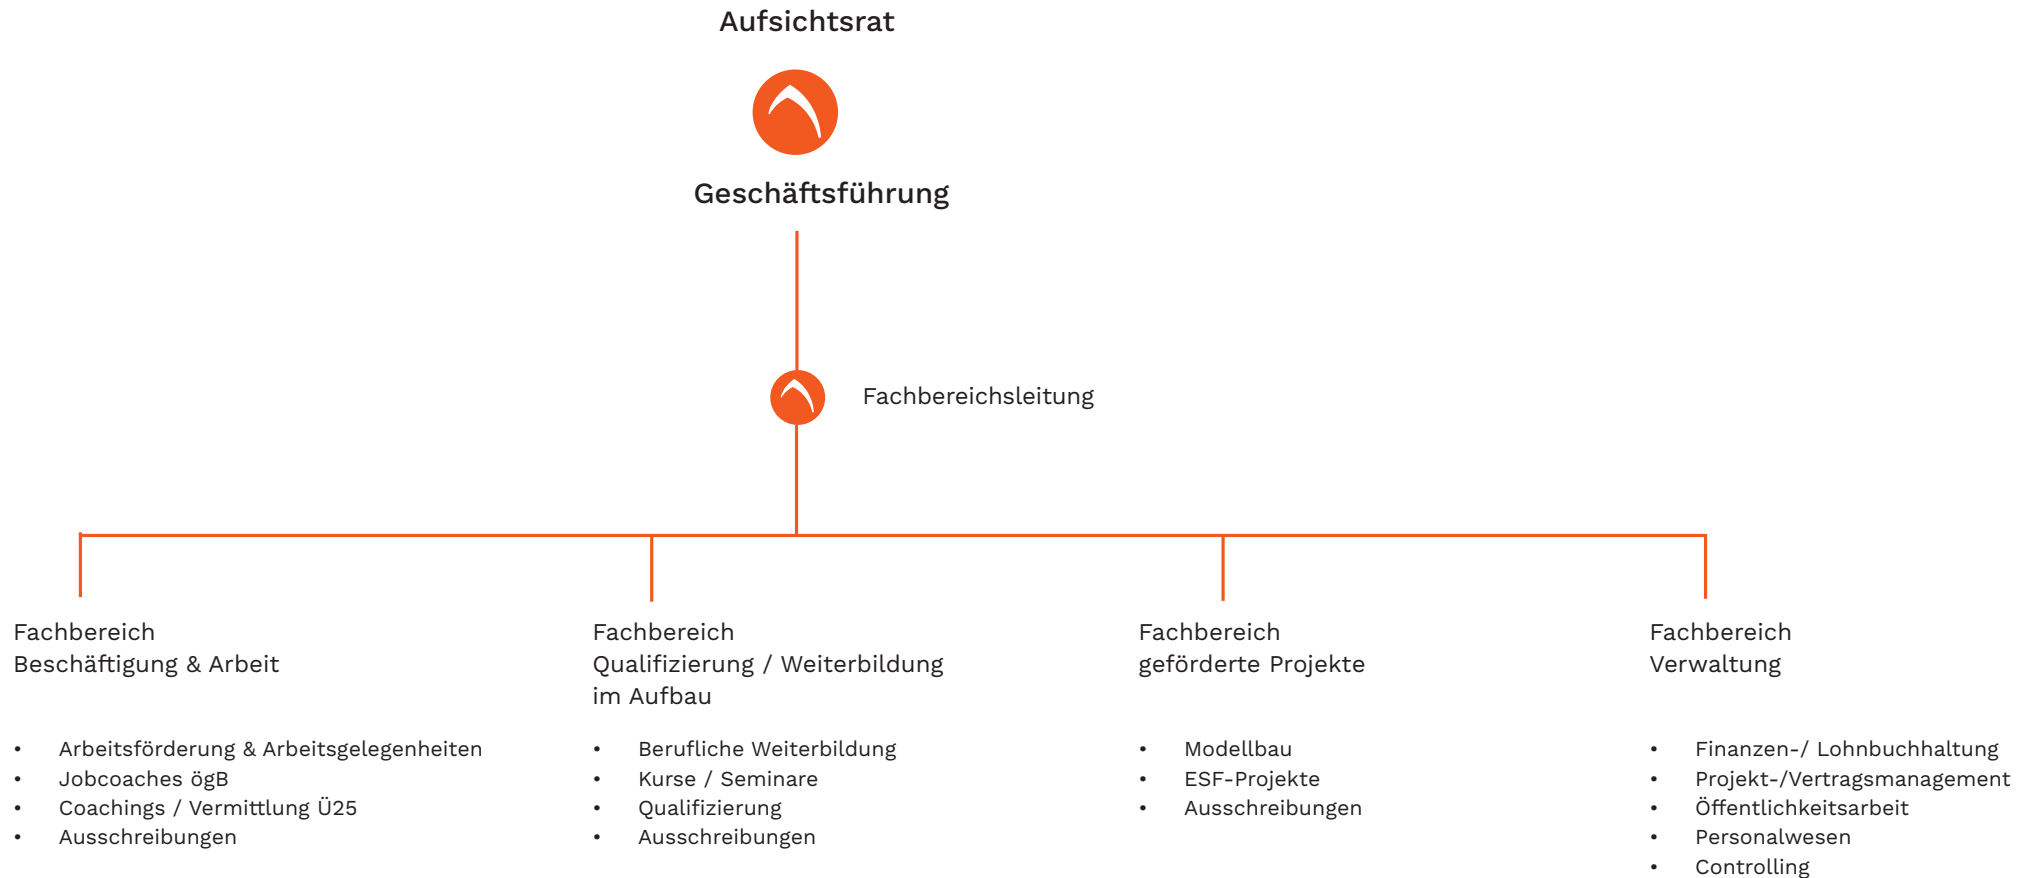 Aufsichtsrat
Geschäftsführung
Fachbereichsleitung
Fachbereich
Beschäftigung & Arbeit
• Arbeitsförderung & Arbeitsgelegenheiten
• Jobcoaches ögB
• Coachings / Vermittlung Ü25
• Ausschreibungen
Fachbereich
Qualifizierung / Weiterbildung
im Aufbau
• Berufliche Weiterbildung
• Kurse / Seminare
• Qualifizierung
• Ausschreibungen
Fachbereich
geförderte Projekte
• Modellbau
• ESF-Projekte
• Ausschreibungen
Fachbereich
Verwaltung
• Finanzen-/ Lohnbuchhaltung
• Projekt-/Vertragsmanagement
• Öffentlichkeitsarbeit
• Personalwesen
• Controlling